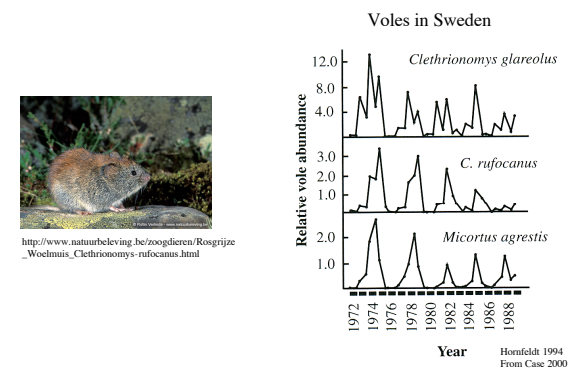 Voles in Sweden
Clethrionomys glareolus
12.0
8.0
4.0
C. rufocanus
3.0
2.0
1.0
Micortus agrestis
2.0
1.0
Relative vole abundance
1972
1974
1976
1978
1980
1982
1984
1986
1988
Year
http://www.natuurbeleving.be/zoogdieren/Rosgrijze
_Woelmuis_Clethrionomys-rufocanus.html
Hornfeldt 1994
From Case 2000